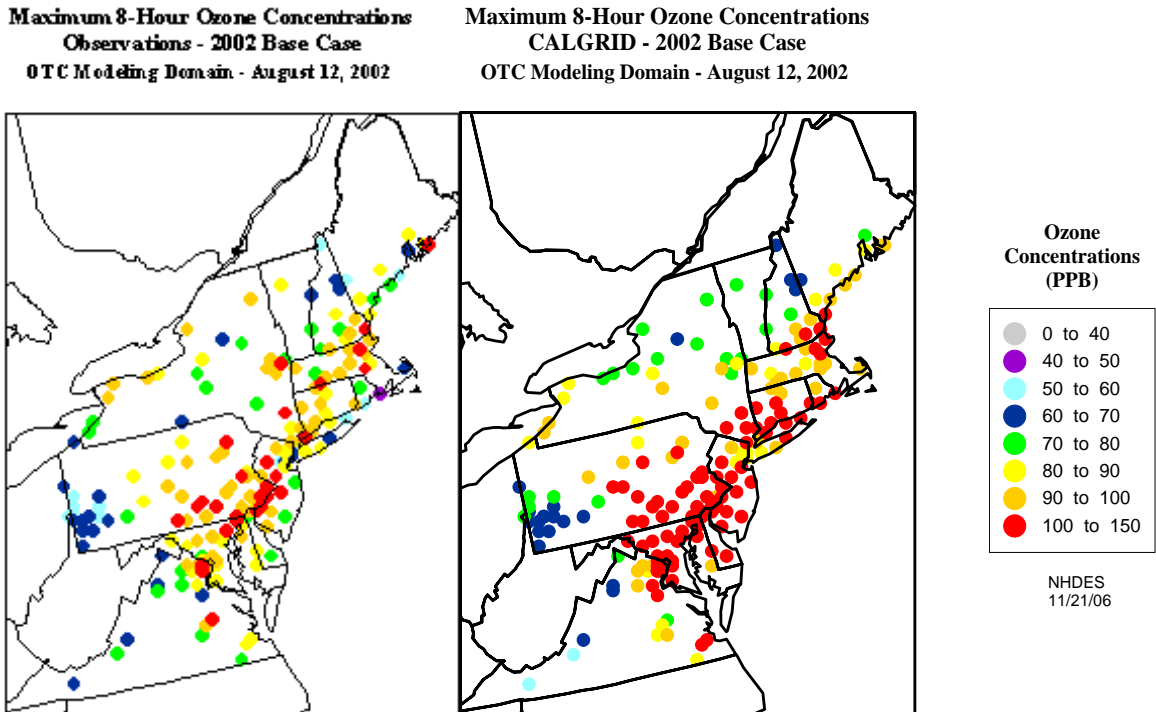 Maximum 8-Hour Ozone Concentrations
Observations - 2002 Base Case
OTC Modeling Domain - August 12, 2002
Maximum 8-Hour Ozone Concentrations
CALGRID - 2002 Base Case
OTC Modeling Domain - August 12, 2002
Ozone
Concentrations
(PPB)
0 to 40
40 to 50
50 to 60
60 to 70
70 to 80
80 to 90
90 to 100
100 to 150
NHDES
11/21/06